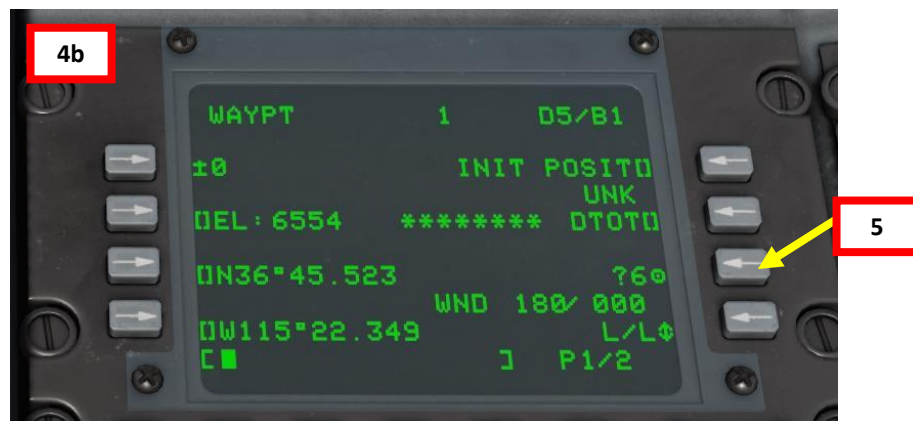 4b
WAYPT 1 D5/B1
±0 INIT POSIT[]
UNK
[]EL:6554 ******** DTOT[]
5
[]N36°45.523 ?6⊙
WND 180/ 000
[]W115°22.349 L/L↕
[ ] P1/2